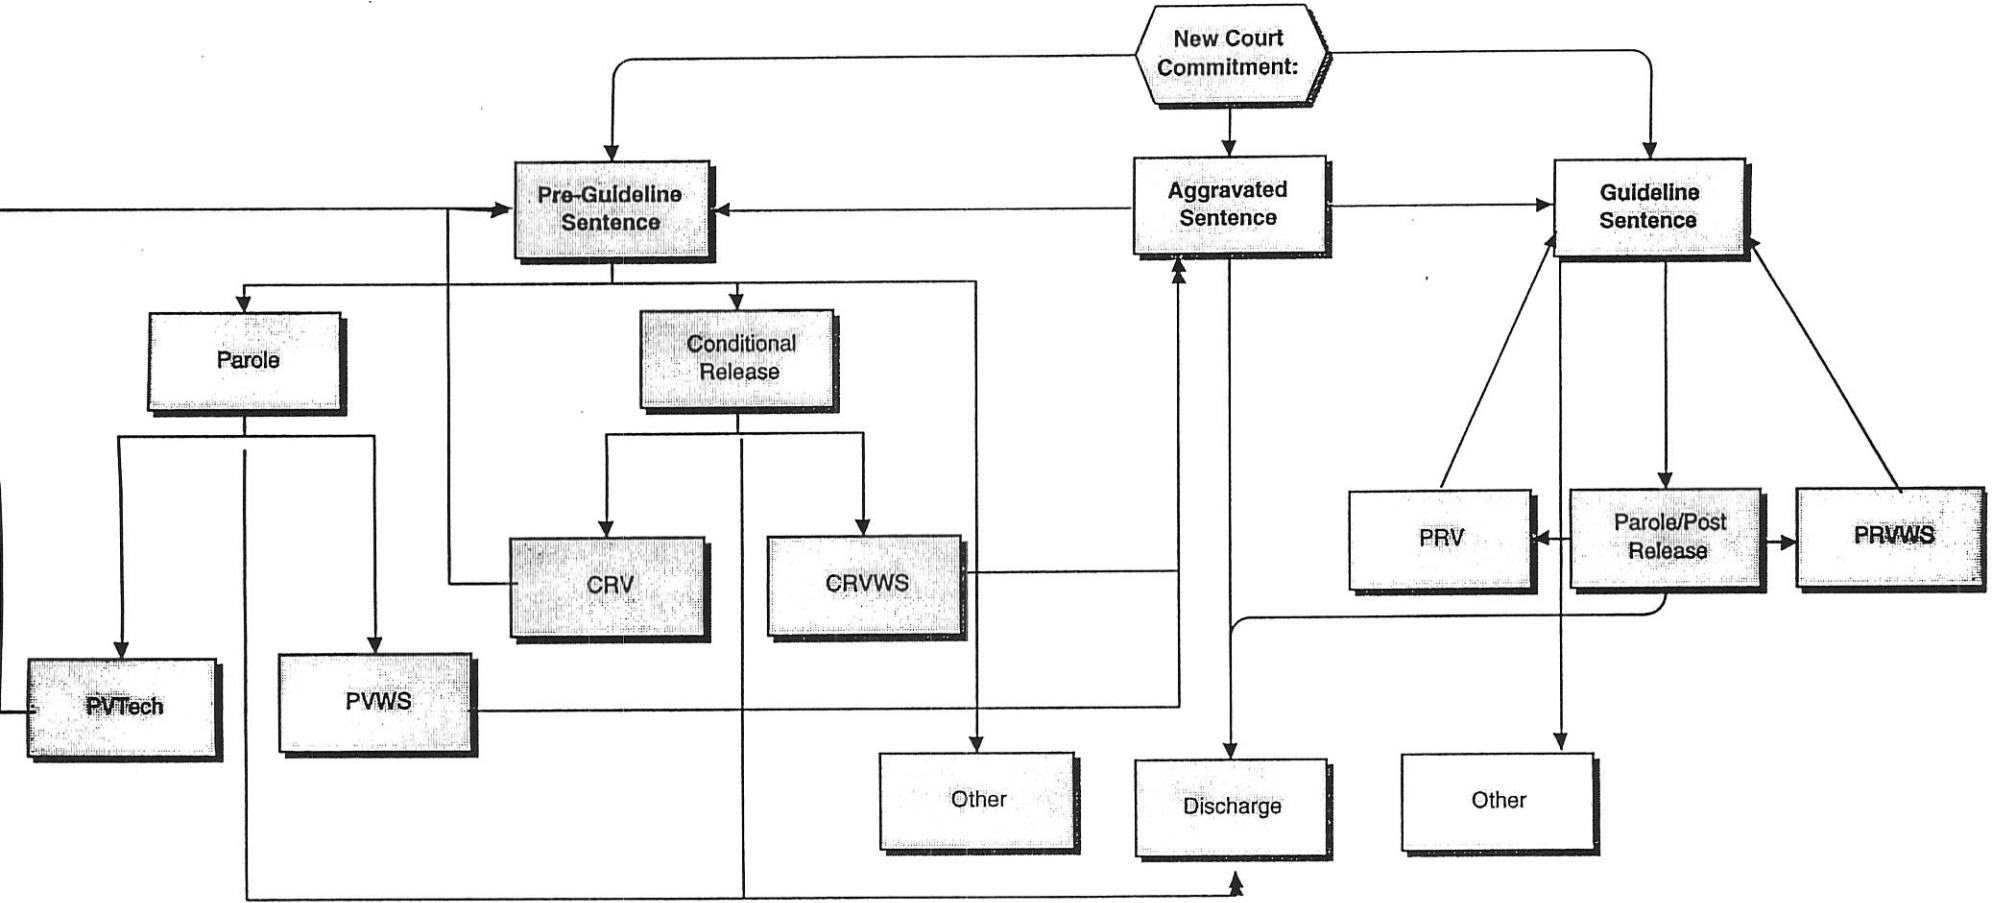 New Court
Commitment:
Pre-Guideline
Sentence
Aggravated
Sentence
Guideline
Sentence
Parole
Conditional
Release
PRV
Parole/Post
Release
PRVWS
CRV
CRVWS
PVTech
PVWS
Other
Discharge
Other